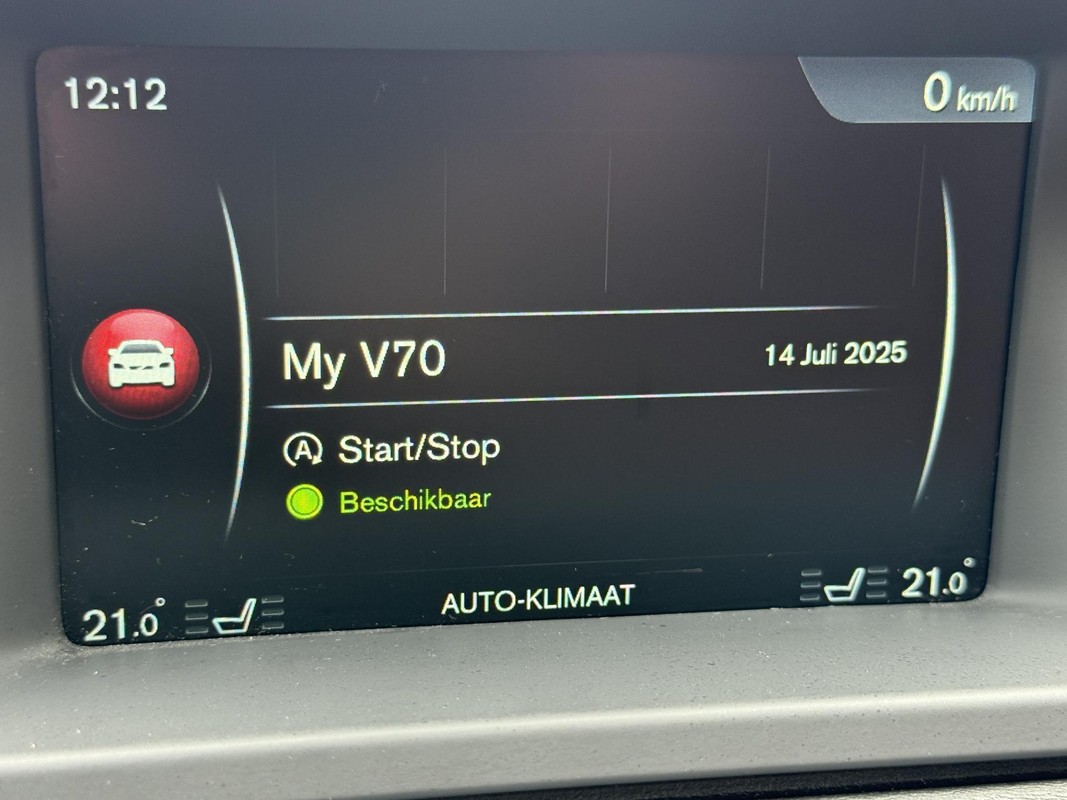 12:12
0 km/h
My V70
14 Juli 2025
A Start/Stop
Beschikbaar
AUTO-KLIMAAT
21.0°
21.0°